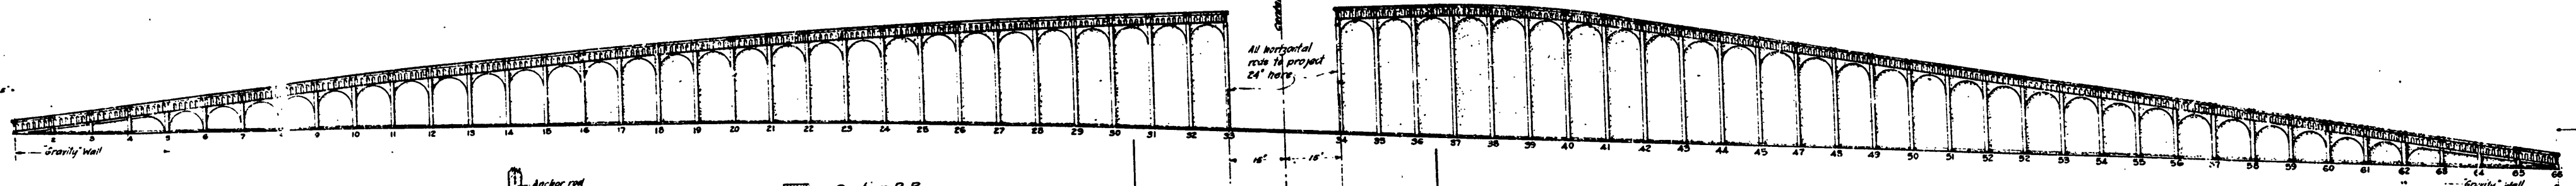 Center
All horizontal
rods to project
24" here
2 3 4 5 6 7 9 10 11 12 13 14 15 16 17 18 19 20 21 22 23 24 25 26 27 28 29 30 31 32 33 34 35 36 37 38 39 40 41 42 43 44 45 47 48 49 50 51 52 53 54 55 56 57 58 59 60 61 62 63 64 65 66
"Gravity" Wall
15' 15'
"Gravity" Wall
Anchor rod
Section B-B